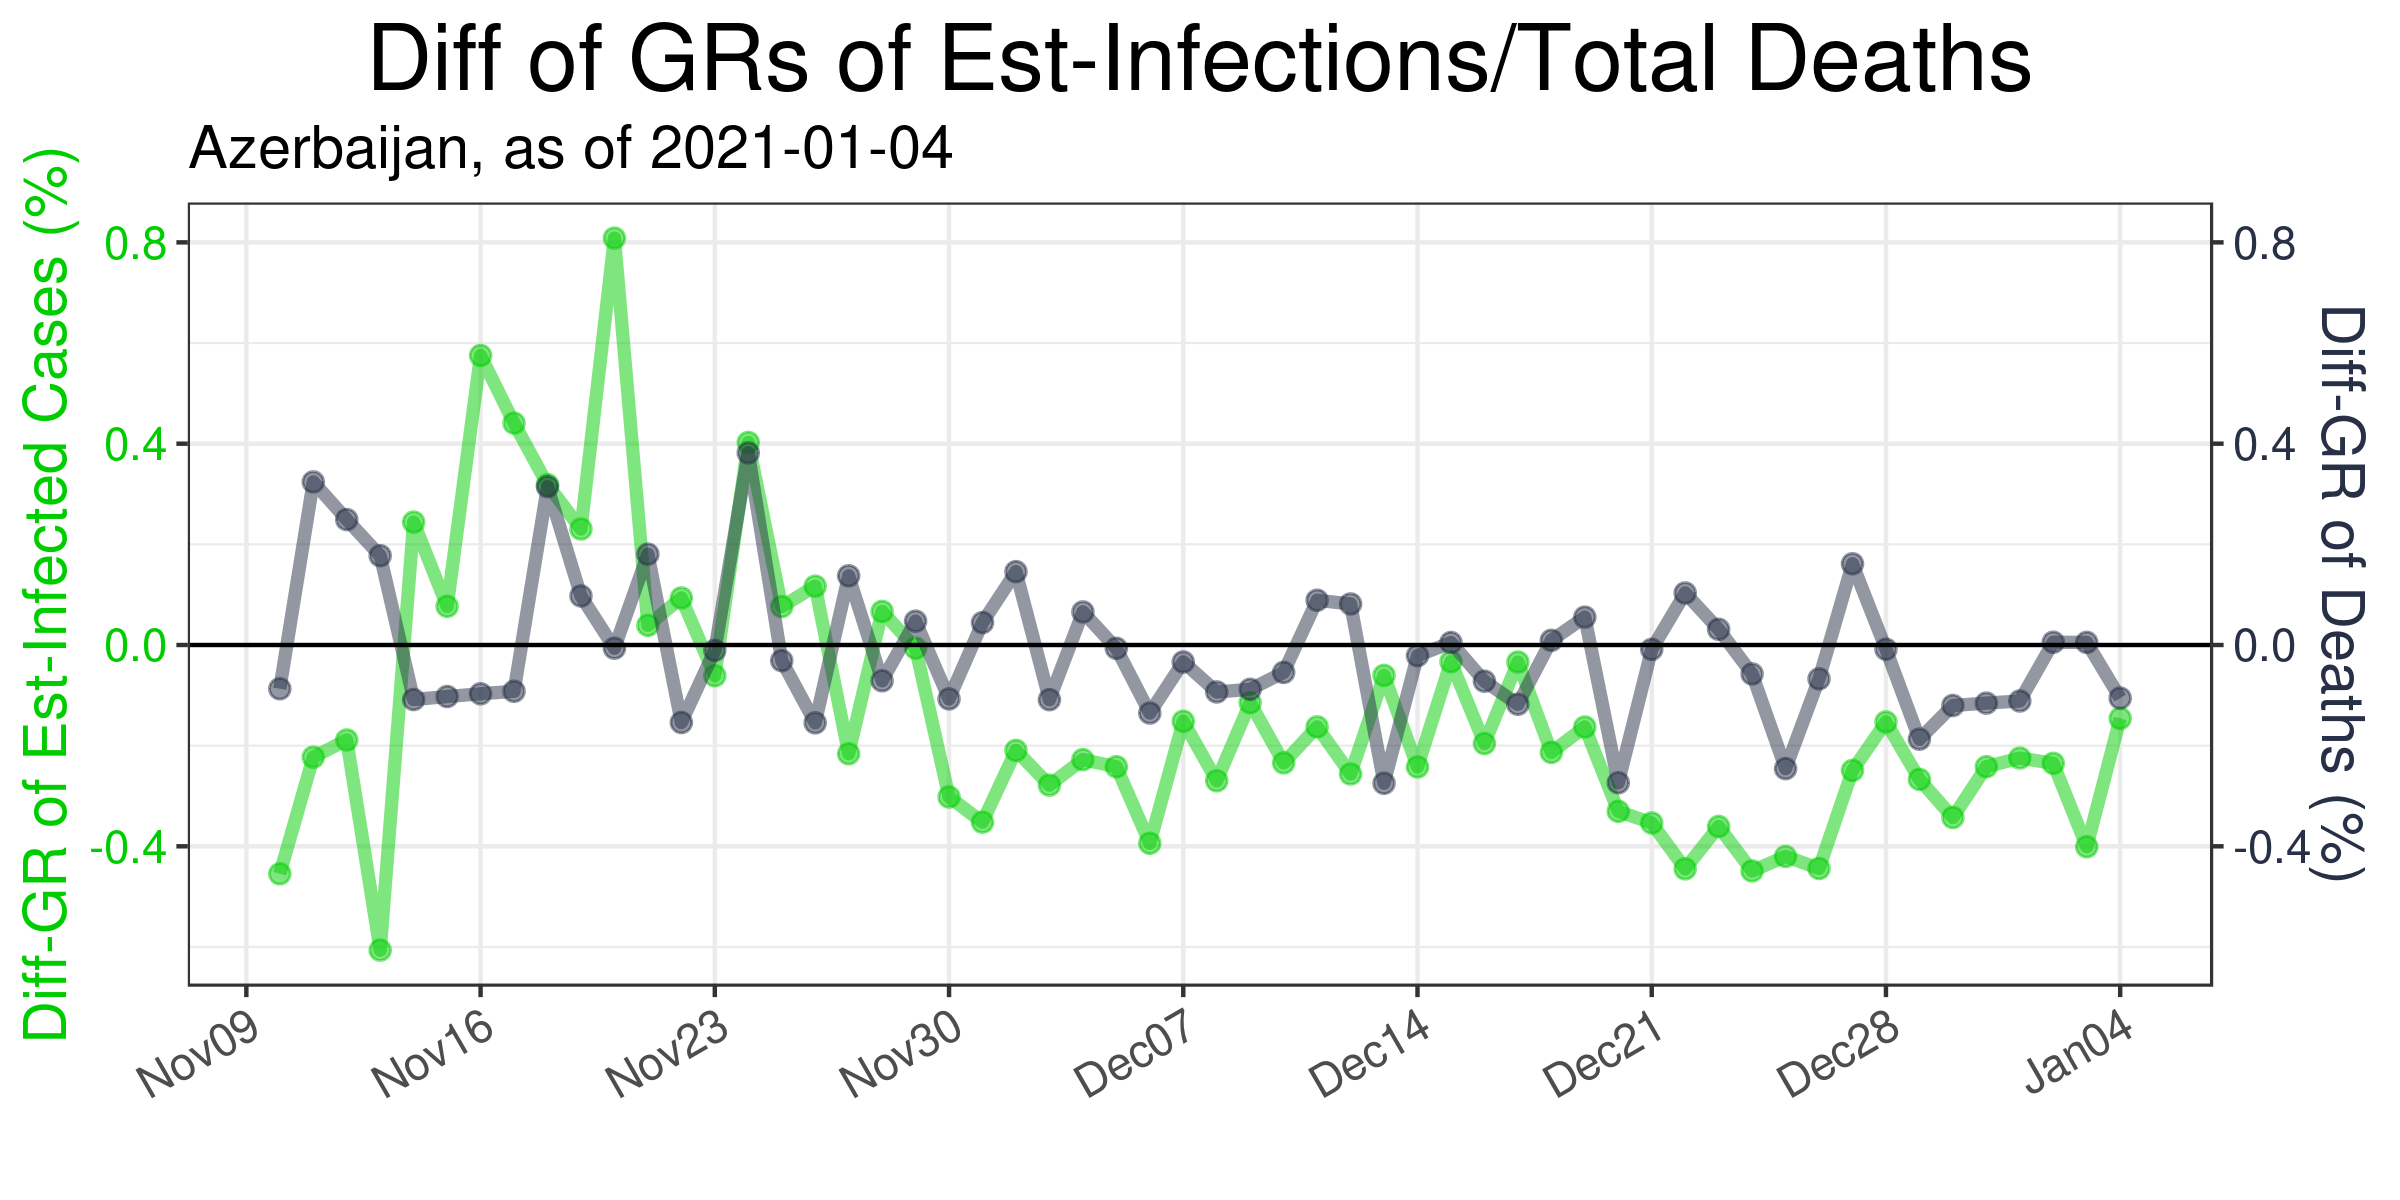 Diff of GRs of Est-Infections/Total Deaths
Azerbaijan, as of 2021-01-04
Diff-GR of Est-Infected Cases (%)
0.8
0.4
0.0
-0.4
0.8
0.4
0.0
-0.4
Diff-GR of Deaths (%)
Nov09 Nov16 Nov23 Nov30 Dec07 Dec14 Dec21 Dec28 Jan04